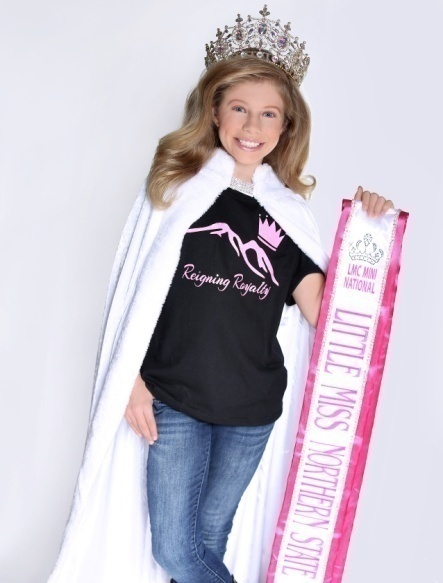 Reigning Royalty
LMC MINI
NATIONAL
LITTLE MISS NORTHERN STATE